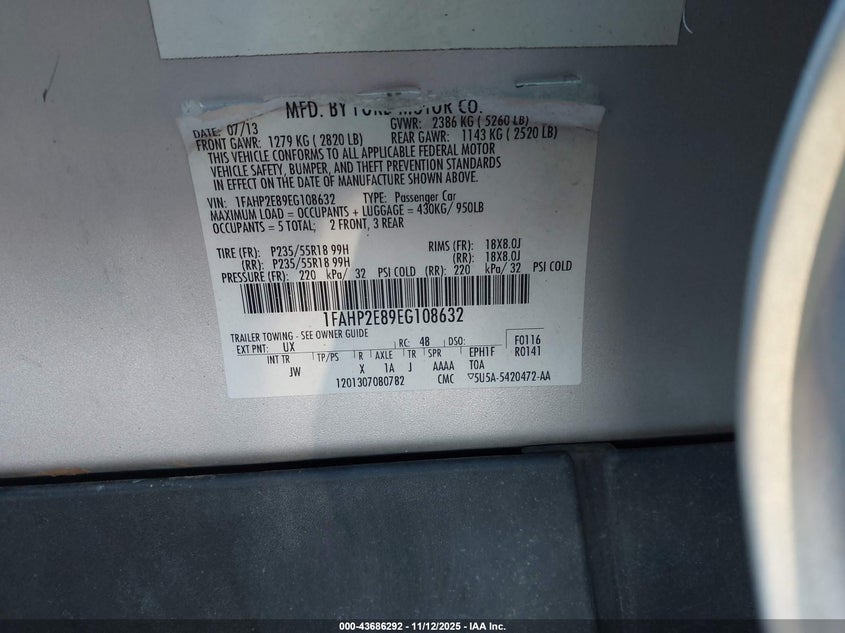 MFD. BY FORD MOTOR CO.
DATE: 07/13 GVWR: 2386 KG ( 5260 LB)
FRONT GAWR: 1279 KG ( 2820 LB) REAR GAWR: 1143 KG ( 2520 LB)
THIS VEHICLE CONFORMS TO ALL APPLICABLE FEDERAL MOTOR
VEHICLE SAFETY, BUMPER, AND THEFT PREVENTION STANDARDS
IN EFFECT ON THE DATE OF MANUFACTURE SHOWN ABOVE.
VIN: 1FAHP2E89EG108632 TYPE: Passenger Car
MAXIMUM LOAD = OCCUPANTS + LUGGAGE = 430KG/ 950LB
OCCUPANTS = 5 TOTAL; 2 FRONT, 3 REAR
TIRE (FR): P235/55R18 99H RIMS (FR): 18X8.0J
(RR): P235/55R18 99H (RR): 18X8.0J
PRESSURE (FR): 220 kPa/ 32 PSI COLD (RR): 220 kPa/ 32 PSI COLD
1FAHP2E89EG108632
TRAILER TOWING - SEE OWNER GUIDE
EXT PNT: UX RC: 48 DSO: F0116
R0141
INT TR TP/PS R AXLE TR SPR EPH1F
JW X 1A J AAAA TOA
1201307080782 CMC ▽5U5A-5420472-AA
000-43686292 - 11/12/2025 - IAA Inc.